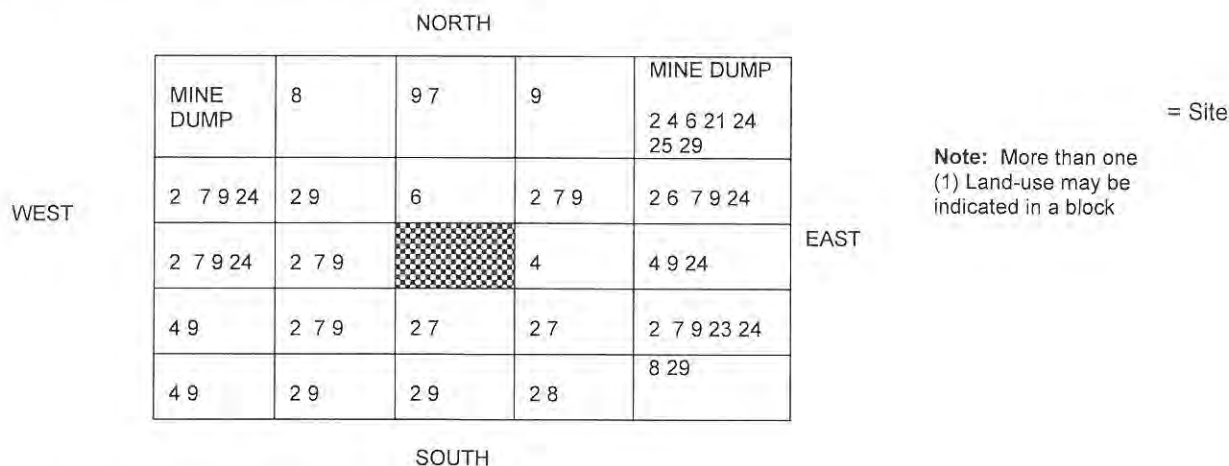 NORTH
MINE DUMP
8
9 7
9
MINE DUMP
2 4 6 21 24
25 29
= Site
Note: More than one
(1) Land-use may be
indicated in a block
WEST
2 7 9 24
2 9
6
2 7 9
2 6 7 9 24
EAST
2 7 9 24
2 7 9
4
4 9 24
4 9
2 7 9
2 7
2 7
2 7 9 23 24
4 9
2 9
2 9
2 8
8 29
SOUTH